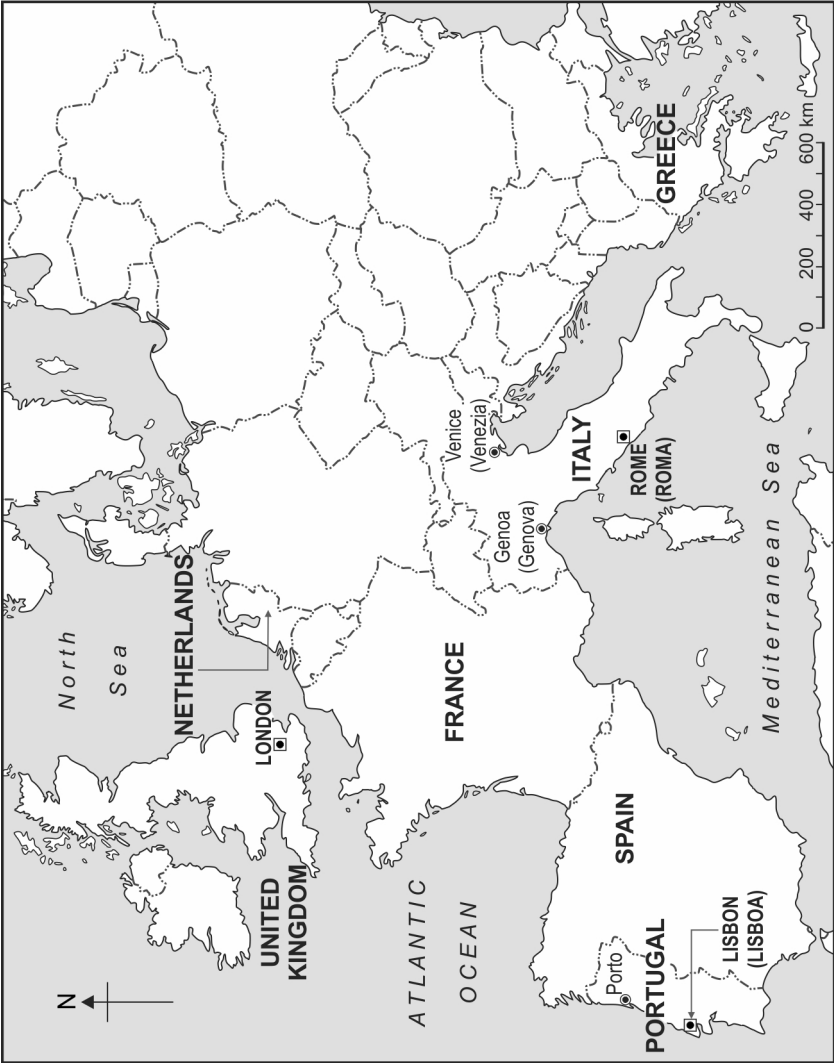 N
North
Sea
NETHERLANDS
LONDON
UNITED
KINGDOM
ATLANTIC
OCEAN
FRANCE
Venice
(Venezia)
Genoa
(Genova)
ITALY
ROME
(ROMA)
GREECE
SPAIN
Porto
PORTUGAL
LISBON
(LISBOA)
Mediterranean Sea
0 200 400 600 km